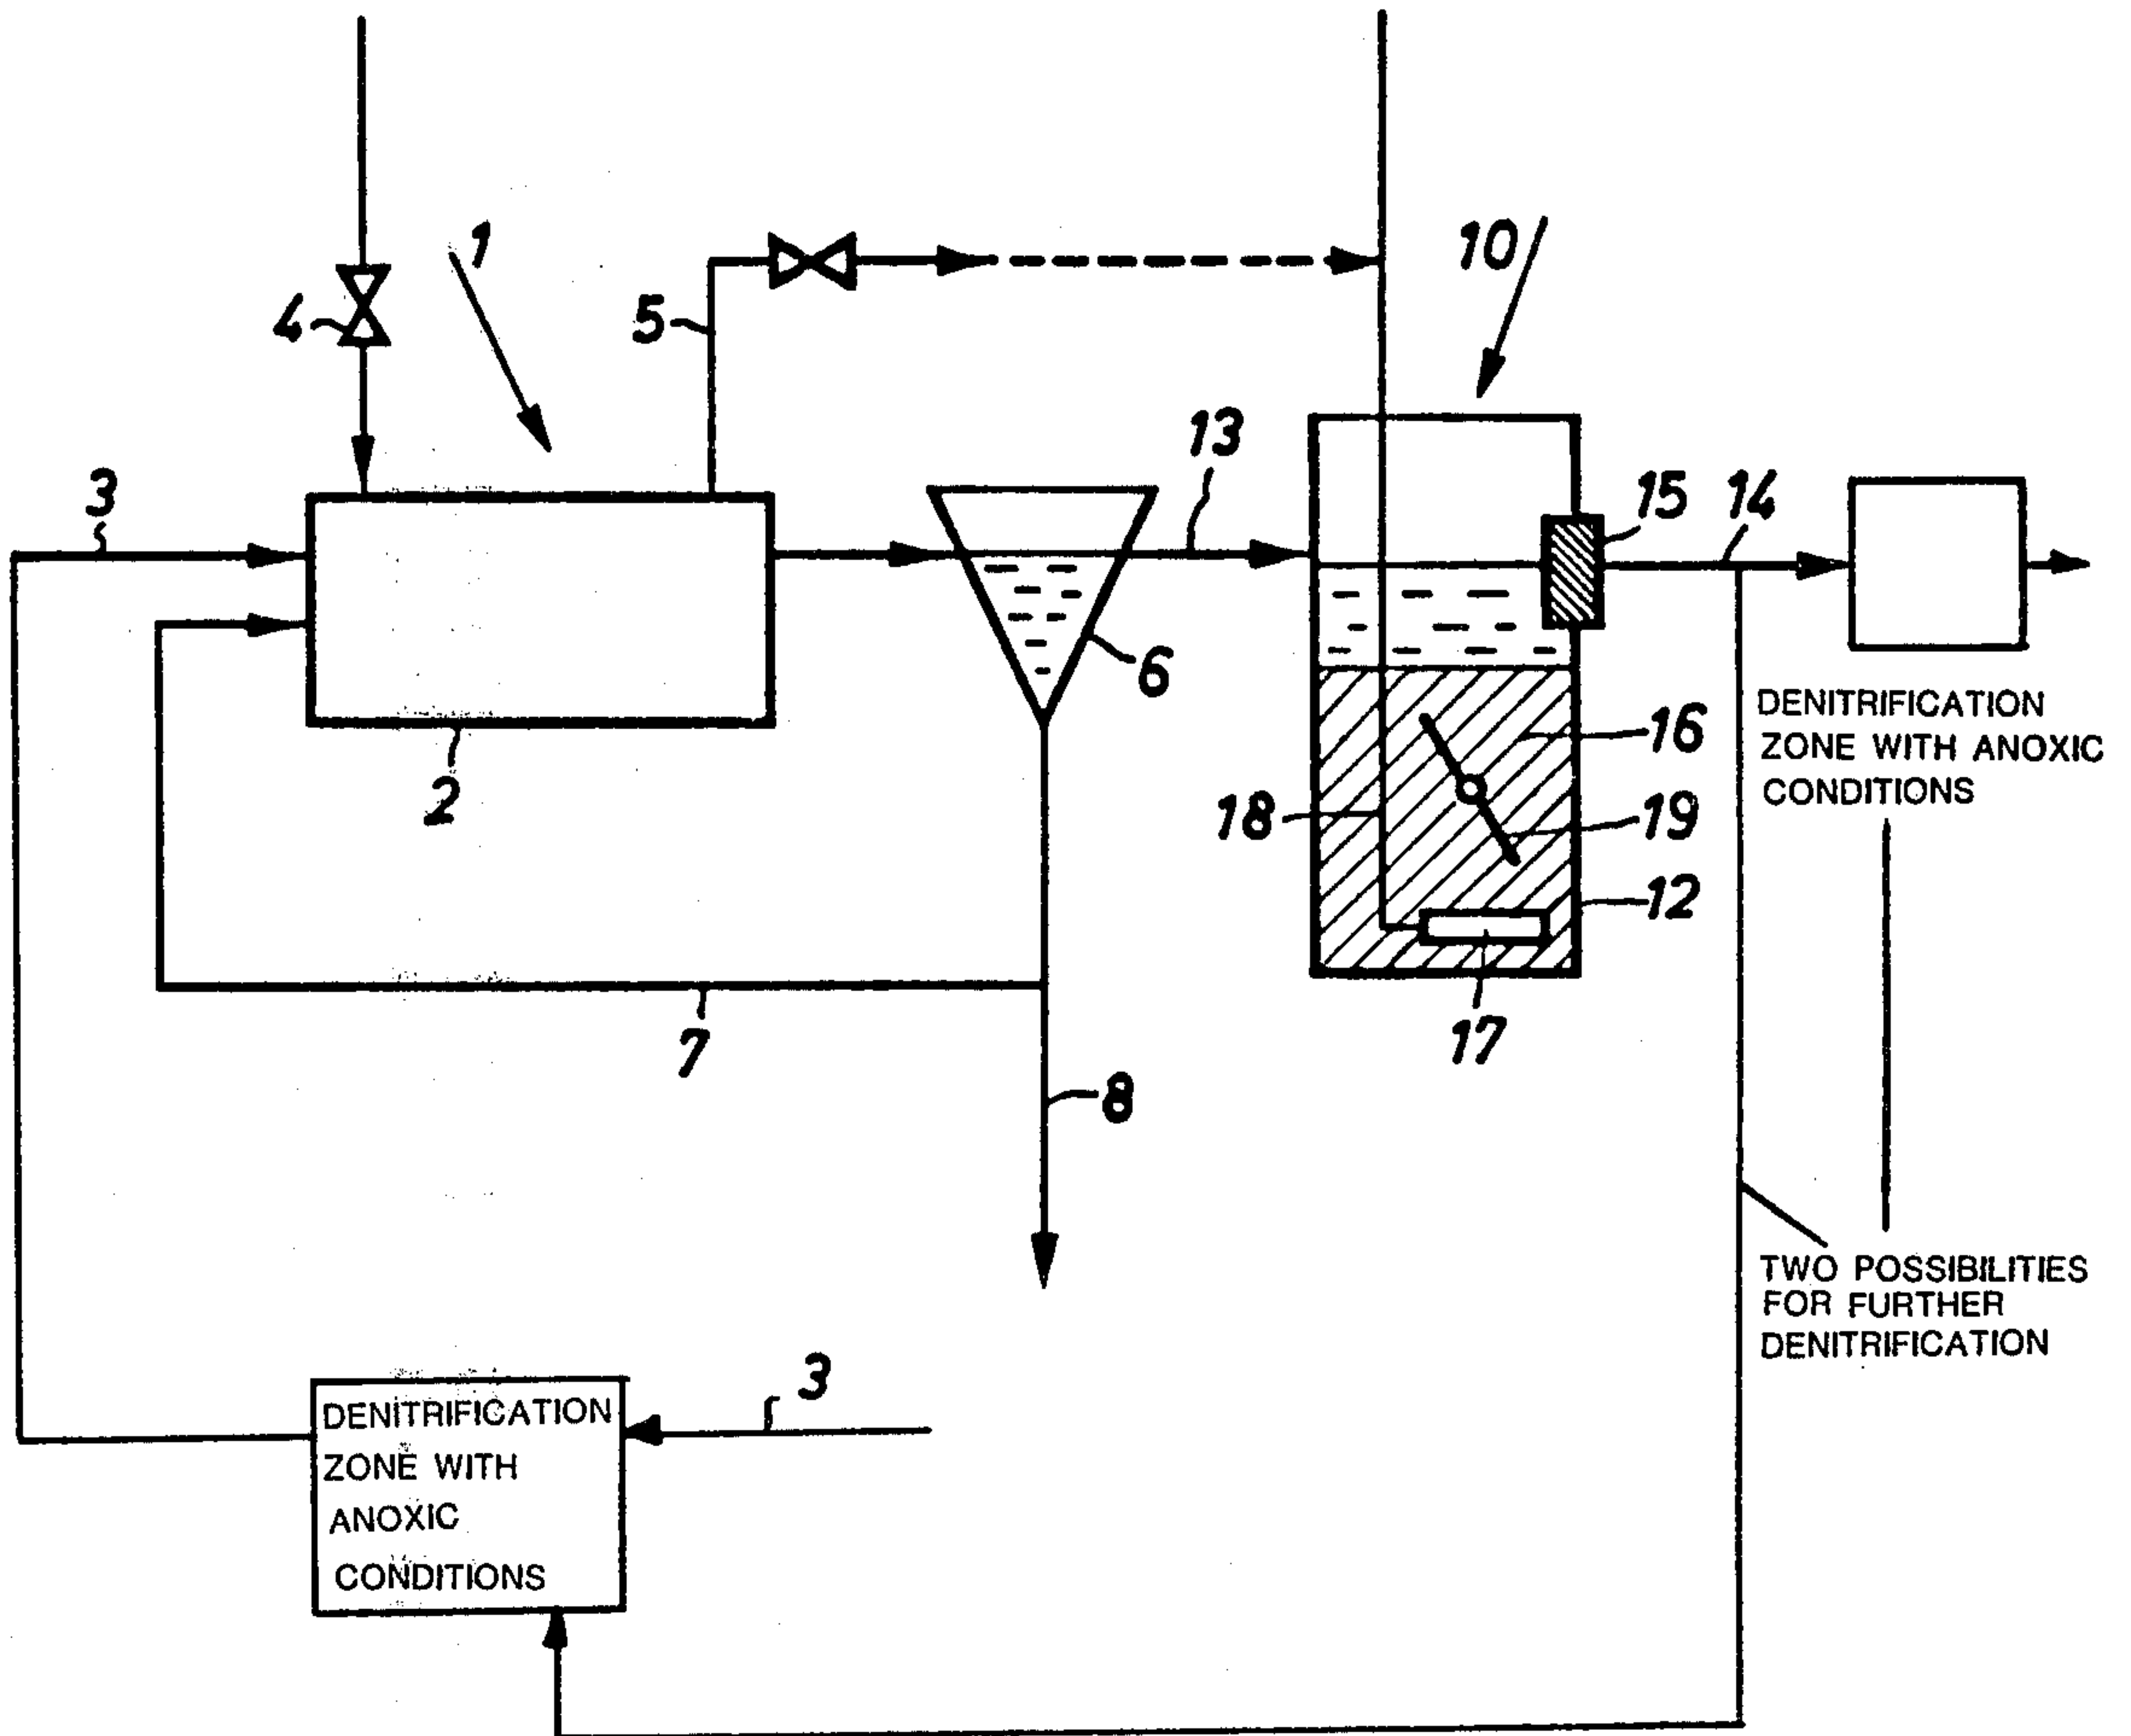 1
10
4
5
13
3
15
14
6
DENITRIFICATION
ZONE WITH ANOXIC
CONDITIONS
16
2
18
19
12
17
7
8
TWO POSSIBILITIES
FOR FURTHER
DENITRIFICATION
3
DENITRIFICATION
ZONE WITH
ANOXIC
CONDITIONS